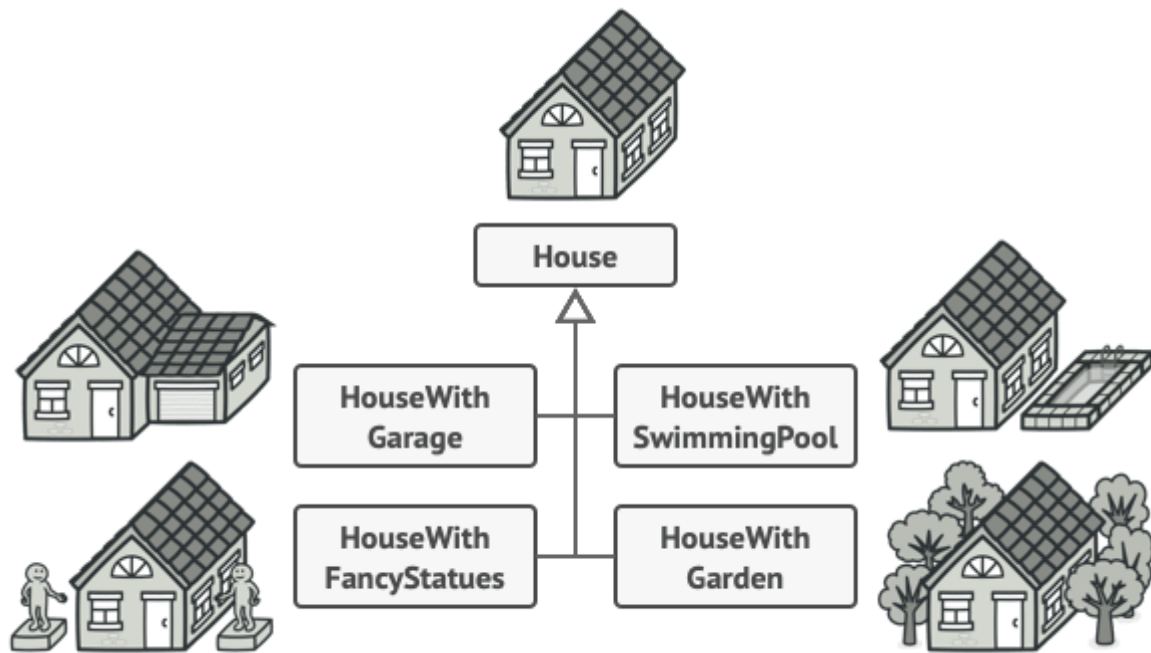 House
HouseWith
Garage
HouseWith
SwimmingPool
HouseWith
FancyStatues
HouseWith
Garden